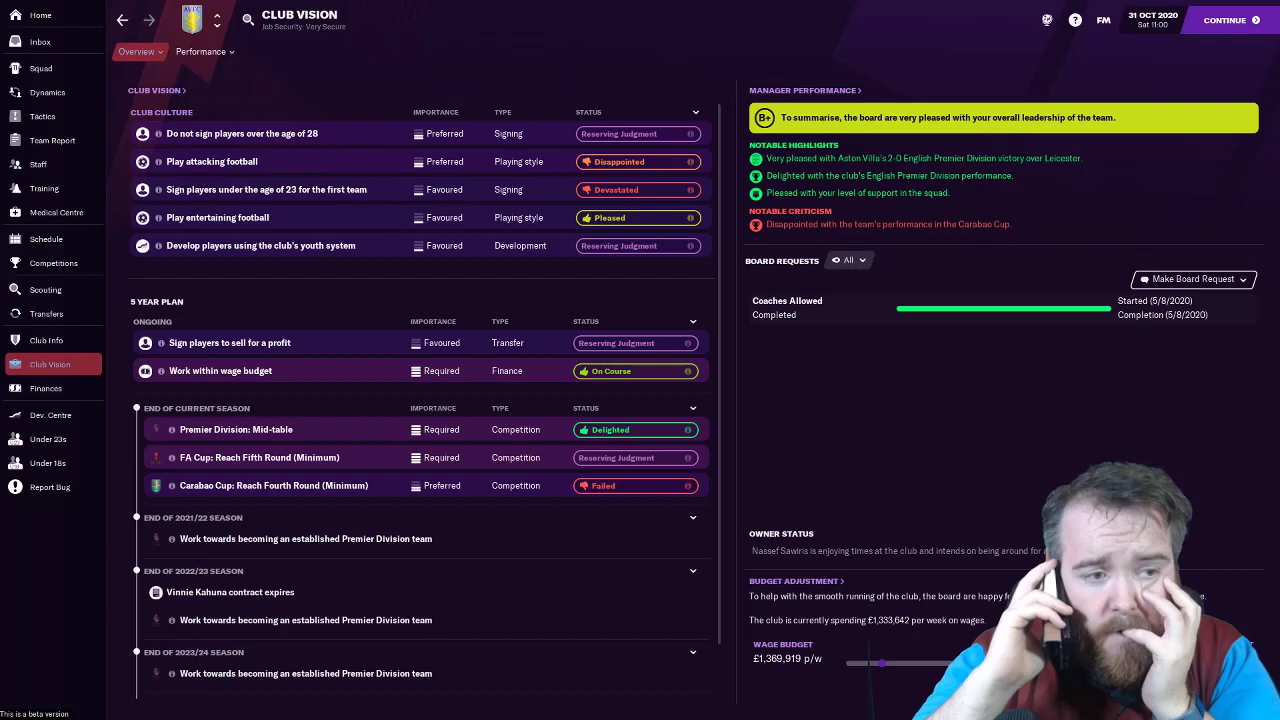 Home
Inbox
Squad
Dynamics
Tactics
Team Report
Staff
Training
Medical Centre
Schedule
Competitions
Scouting
Transfers
Club Info
Club Vision
Finances
Dev. Centre
Under 23s
Under 18s
Report Bug
This is a beta version
AVFC
CLUB VISION
Job Security: Very Secure
FM
31 OCT 2020
Sat 11:00
CONTINUE
Overview
Performance
CLUB VISION >
CLUB CULTURE IMPORTANCE TYPE STATUS
Do not sign players over the age of 28 Preferred Signing Reserving Judgment
Play attacking football Preferred Playing style Disappointed
Sign players under the age of 23 for the first team Favoured Signing Devastated
Play entertaining football Favoured Playing style Pleased
Develop players using the club's youth system Favoured Development Reserving Judgment
5 YEAR PLAN
ONGOING IMPORTANCE TYPE STATUS
Sign players to sell for a profit Favoured Transfer Reserving Judgment
Work within wage budget Required Finance On Course
END OF CURRENT SEASON IMPORTANCE TYPE STATUS
Premier Division: Mid-table Required Competition Delighted
FA Cup: Reach Fifth Round (Minimum) Required Competition Reserving Judgment
Carabao Cup: Reach Fourth Round (Minimum) Preferred Competition Failed
END OF 2021/22 SEASON
Work towards becoming an established Premier Division team
END OF 2022/23 SEASON
Vinnie Kahuna contract expires
Work towards becoming an established Premier Division team
END OF 2023/24 SEASON
Work towards becoming an established Premier Division team
MANAGER PERFORMANCE >
B+ To summarise, the board are very pleased with your overall leadership of the team.
NOTABLE HIGHLIGHTS
Very pleased with Aston Villa's 2-0 English Premier Division victory over Leicester.
Delighted with the club's English Premier Division performance.
Pleased with your level of support in the squad.
NOTABLE CRITICISM
Disappointed with the team's performance in the Carabao Cup.
BOARD REQUESTS All
Make Board Request
Coaches Allowed Started (5/8/2020)
Completed Completion (5/8/2020)
OWNER STATUS
Nassef Sawiris is enjoying times at the club and intends on being around for
BUDGET ADJUSTMENT >
To help with the smooth running of the club, the board are happy
The club is currently spending £1,333,642 per week on wages.
WAGE BUDGET
£1,369,919 p/w